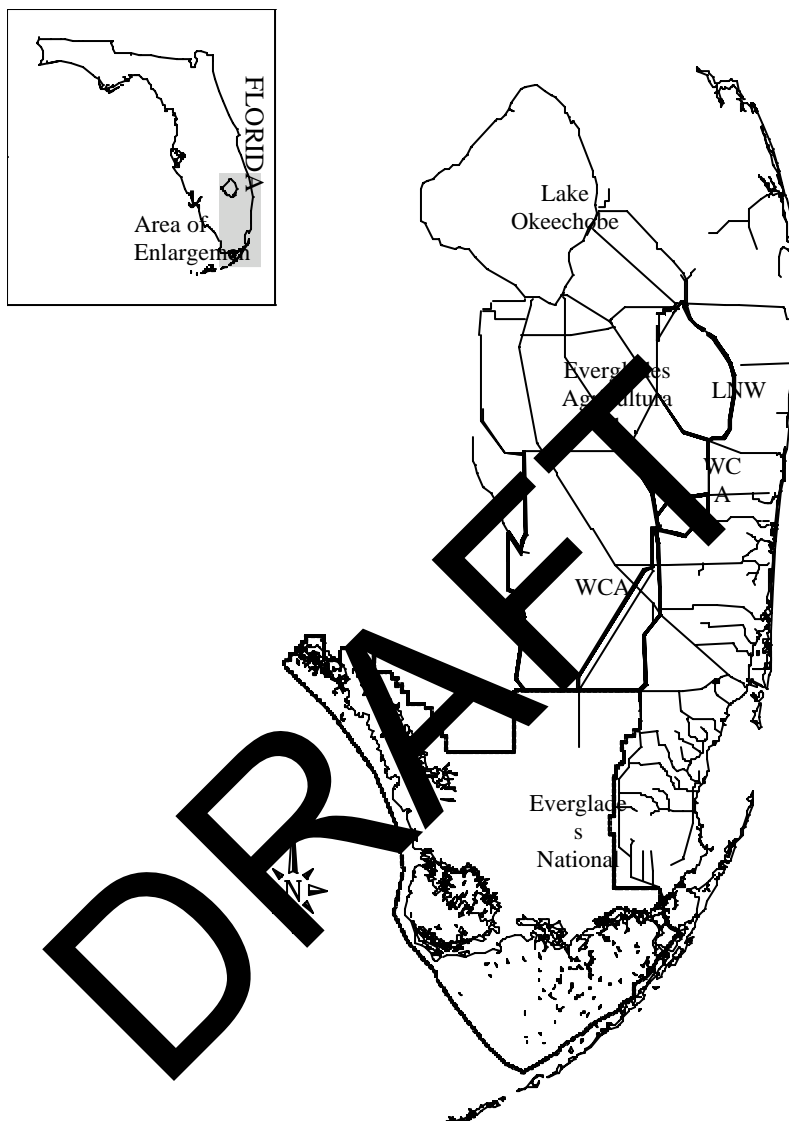 FLORIDA
Area of
Enlargemen
Lake
Okeechobe
Everglades
Agricultura
LNW
WC
A
WCA
Everglade
s
National
N
DRAFT